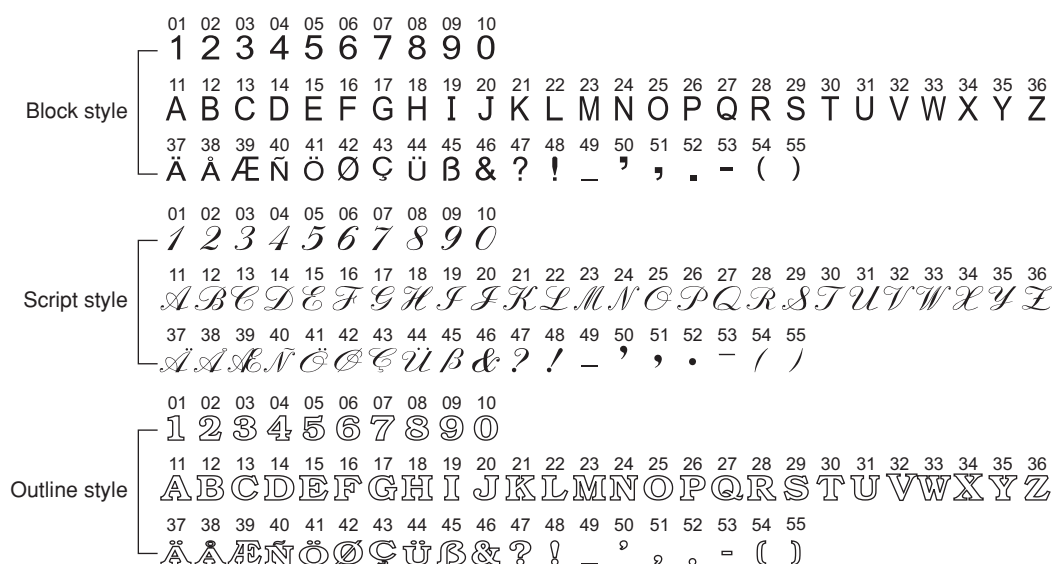 01 02 03 04 05 06 07 08 09 10
1 2 3 4 5 6 7 8 9 0
11 12 13 14 15 16 17 18 19 20 21 22 23 24 25 26 27 28 29 30 31 32 33 34 35 36
Block style
A B C D E F G H I J K L M N O P Q R S T U V W X Y Z
37 38 39 40 41 42 43 44 45 46 47 48 49 50 51 52 53 54 55
Ä Å Æ Ñ Ö Ø Ç Ü ß & ? ! _ ’ , . - ( )
01 02 03 04 05 06 07 08 09 10
1 2 3 4 5 6 7 8 9 0
11 12 13 14 15 16 17 18 19 20 21 22 23 24 25 26 27 28 29 30 31 32 33 34 35 36
Script style
A B C D E F G H I J K L M N O P Q R S T U V W X Y Z
37 38 39 40 41 42 43 44 45 46 47 48 49 50 51 52 53 54 55
Ä Å Æ Ñ Ö Ø Ç Ü ß & ? ! _ ’ , . - ( )
01 02 03 04 05 06 07 08 09 10
1 2 3 4 5 6 7 8 9 0
11 12 13 14 15 16 17 18 19 20 21 22 23 24 25 26 27 28 29 30 31 32 33 34 35 36
Outline style
A B C D E F G H I J K L M N O P Q R S T U V W X Y Z
37 38 39 40 41 42 43 44 45 46 47 48 49 50 51 52 53 54 55
Ä Å Æ Ñ Ö Ø Ç Ü ß & ? ! _ ’ , . - ( )